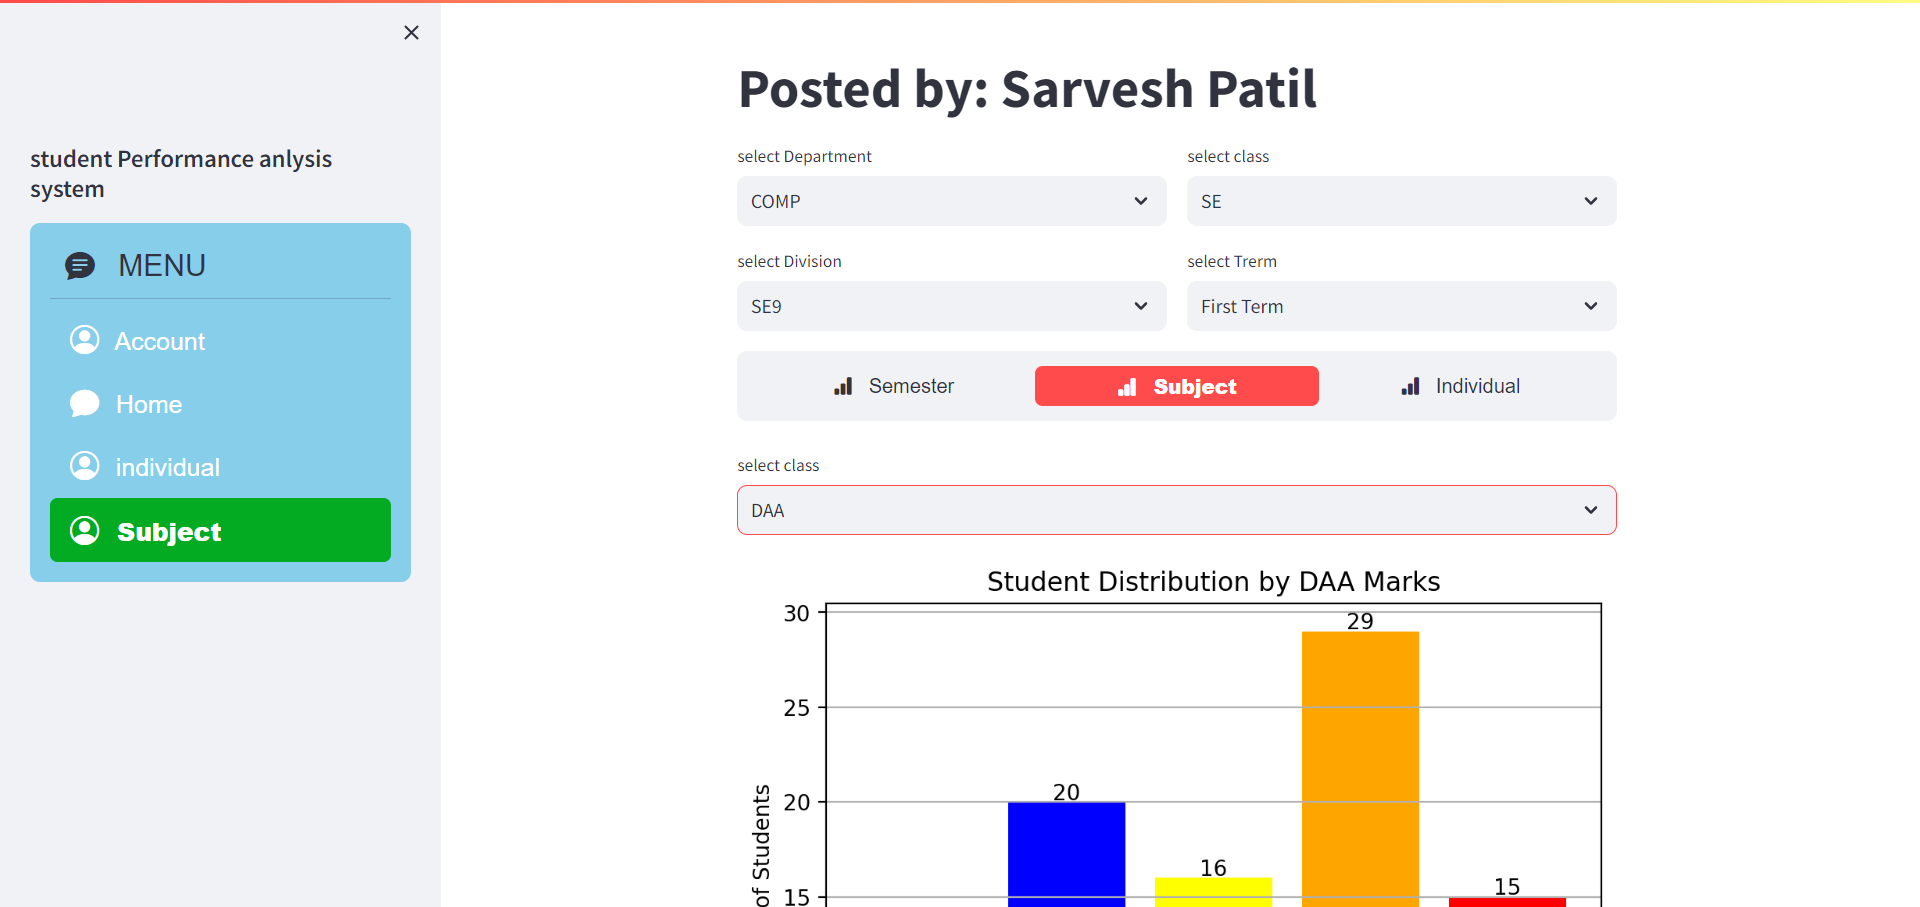 student Performance anlysis
system
MENU
Account
Home
individual
Subject
Posted by: Sarvesh Patil
select Department
select class
COMP
SE
select Division
select Trerm
SE9
First Term
Semester
Subject
Individual
select class
DAA
Student Distribution by DAA Marks
30
29
25
20
20
16
15
15
of Students